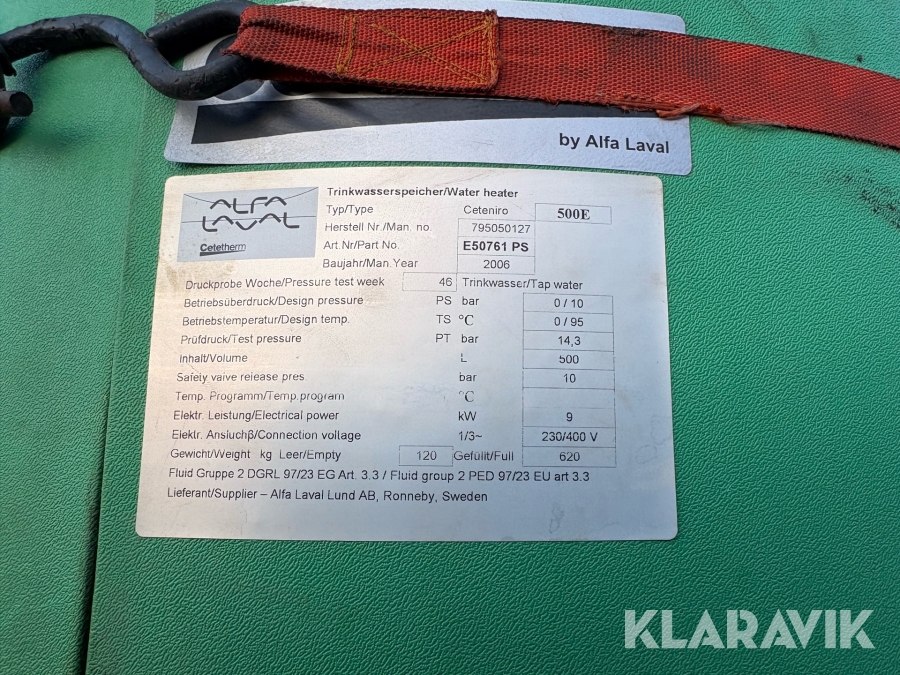 by Alfa Laval
ALFA
LAVAL
Cetetherm
Trinkwasserspeicher/Water heater
Typ/Type Ceteniro 500E
Herstell Nr./Man. no. 795050127
Art.Nr/Part No. E50761 PS
Baujahr/Man.Year 2006
Druckprobe Woche/Pressure test week 46 Trinkwasser/Tap water
Betriebsüberdruck/Design pressure PS bar 0 / 10
Betriebstemperatur/Design temp. TS °C 0 / 95
Prüfdruck/Test pressure PT bar 14,3
Inhalt/Volume L 500
Safety valve release pres. bar 10
Temp. Programm/Temp.program °C
Elektr. Leistung/Electrical power kW 9
Elektr. Ansluchβ/Connection vollage 1/3~ 230/400 V
Gewicht/Weight kg Leer/Empty 120 Gefüllt/Full 620
Fluid Gruppe 2 DGRL 97/23 EG Art. 3.3 / Fluid group 2 PED 97/23 EU art 3.3
Lieferant/Supplier – Alfa Laval Lund AB, Ronneby, Sweden
KLARAVIK